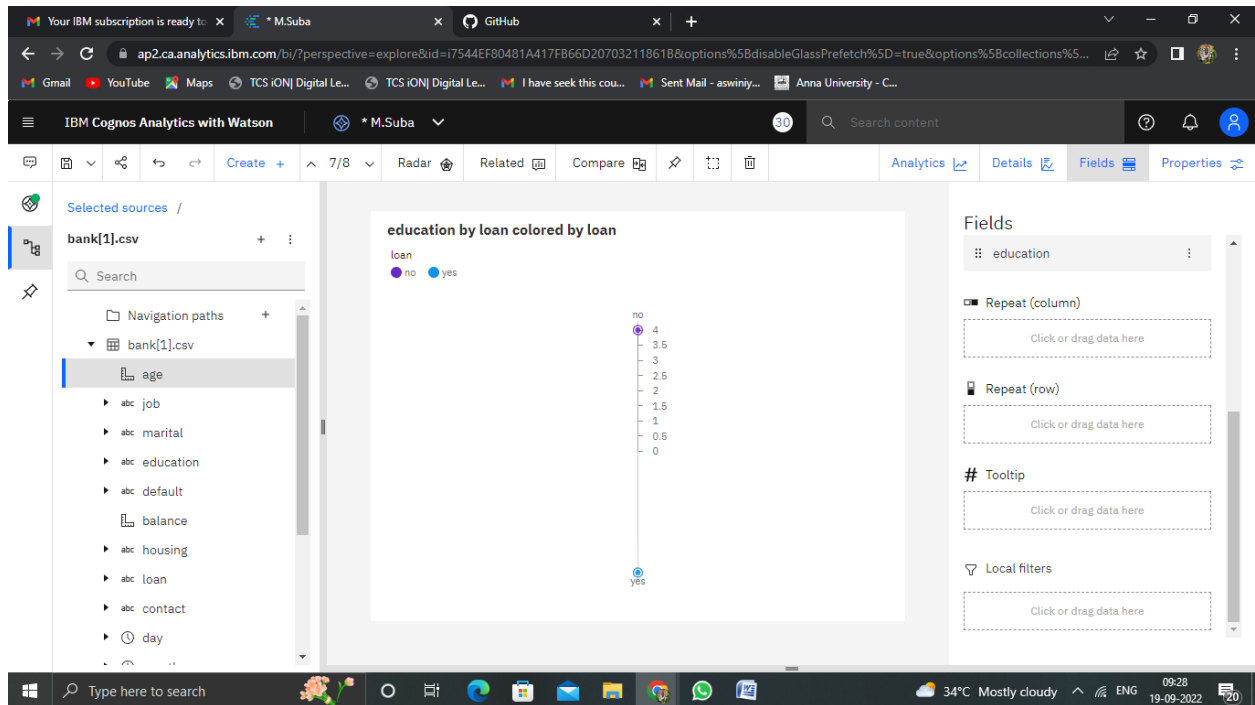 Your IBM subscription is ready to
* M.Suba
GitHub
ap2.ca.analytics.ibm.com/bi/?perspective=explore&id=i7544EF80481A417FB66D20703211861B&options%5BdisableGlassPrefetch%5D=true&options%5Bcollections%5...
Gmail YouTube Maps TCS iON| Digital Le... TCS iON| Digital Le... I have seek this cou... Sent Mail - aswiniy... Anna University - C...
IBM Cognos Analytics with Watson * M.Suba 30 Search content
Create + 7/8 Radar Related Compare Analytics Details Fields Properties
Selected sources /
bank[1].csv
Search
Navigation paths
bank[1].csv
age
abc job
abc marital
abc education
abc default
balance
abc housing
abc loan
abc contact
day
education by loan colored by loan
loan
no yes
no
4
3.5
3
2.5
2
1.5
1
0.5
0
yes
Fields
education
Repeat (column)
Click or drag data here
Repeat (row)
Click or drag data here
# Tooltip
Click or drag data here
Local filters
Click or drag data here
Type here to search
34°C Mostly cloudy ENG
09:28
19-09-2022
20